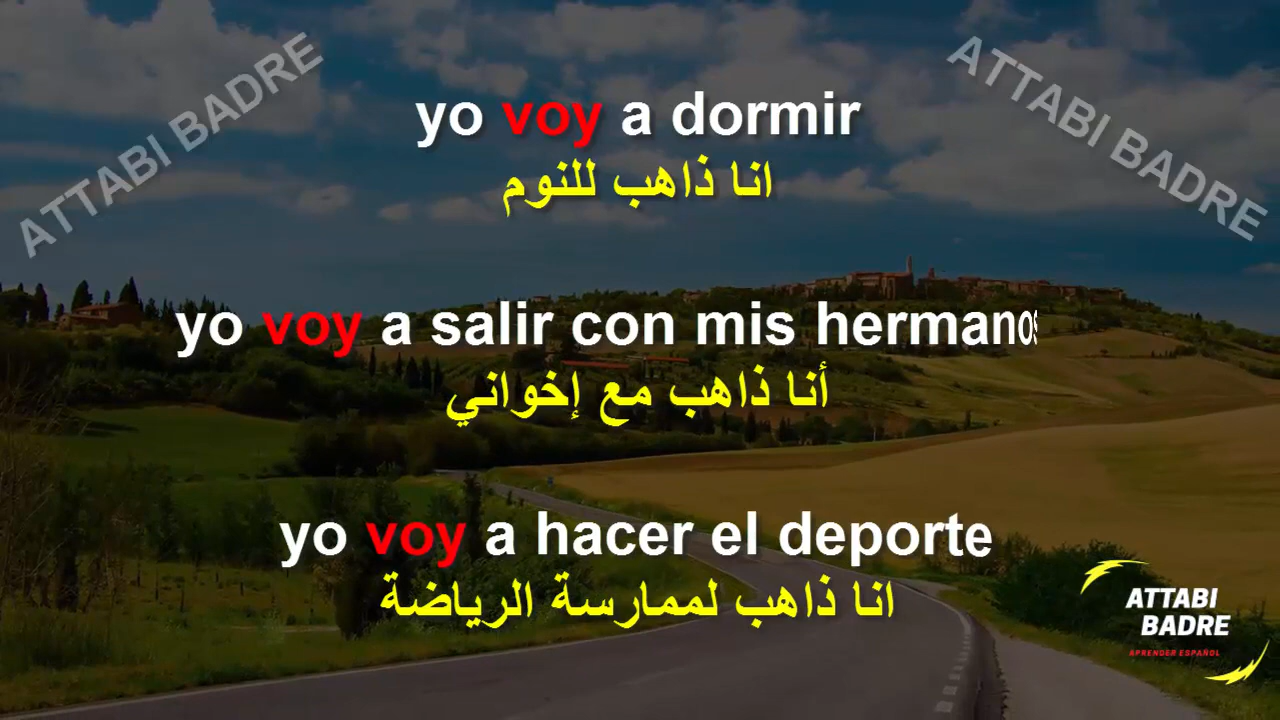 ATTABI BADRE
ATTABI BADRE
yo voy a dormir
انا ذاهب للنوم
yo voy a salir con mis hermanos
أنا ذاهب مع إخواني
yo voy a hacer el deporte
انا ذاهب لممارسة الرياضة
ATTABI
BADRE
APRENDER ESPAÑOL